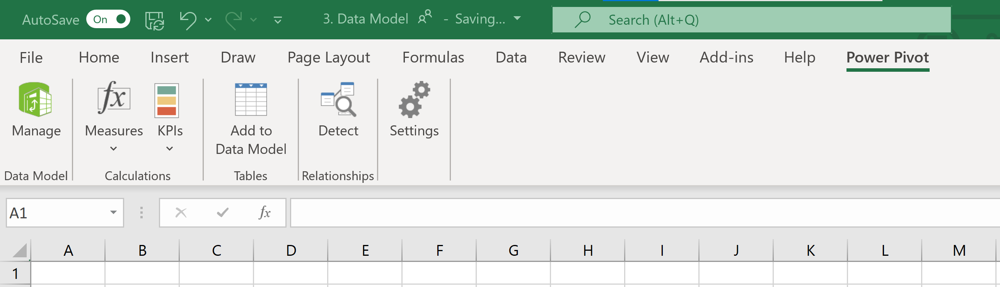 AutoSave On 3. Data Model - Saving... Search (Alt+Q)
File Home Insert Draw Page Layout Formulas Data Review View Add-ins Help Power Pivot
Manage Measures KPIs Add to Detect Settings
Data Model
Data Model Calculations Tables Relationships
A1 fx
A B C D E F G H I J K L M
1